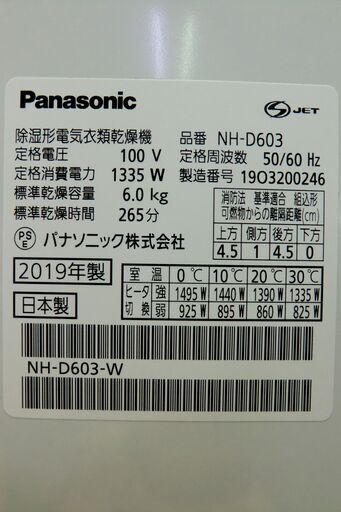 Panasonic
S JET
除湿形電気衣類乾燥機 品番 NH-D603
定格電圧 100 V 定格周波数 50/60 Hz
定格消費電力 1335 W 製造番号 19O3200246
標準乾燥容量 6.0 kg
標準乾燥時間 265分
消防法 基準適合 組込形
可燃物からの離隔距離(cm)
上方 側方 前方 下方
4.5 1 4.5 0
PS E パナソニック株式会社
2019年製
日本製
室温 0℃ 10℃ 20℃ 30℃
ヒータ 強 1495 W 1440 W 1390 W 1335 W
切換 弱 925 W 895 W 860 W 825 W
NH-D603-W